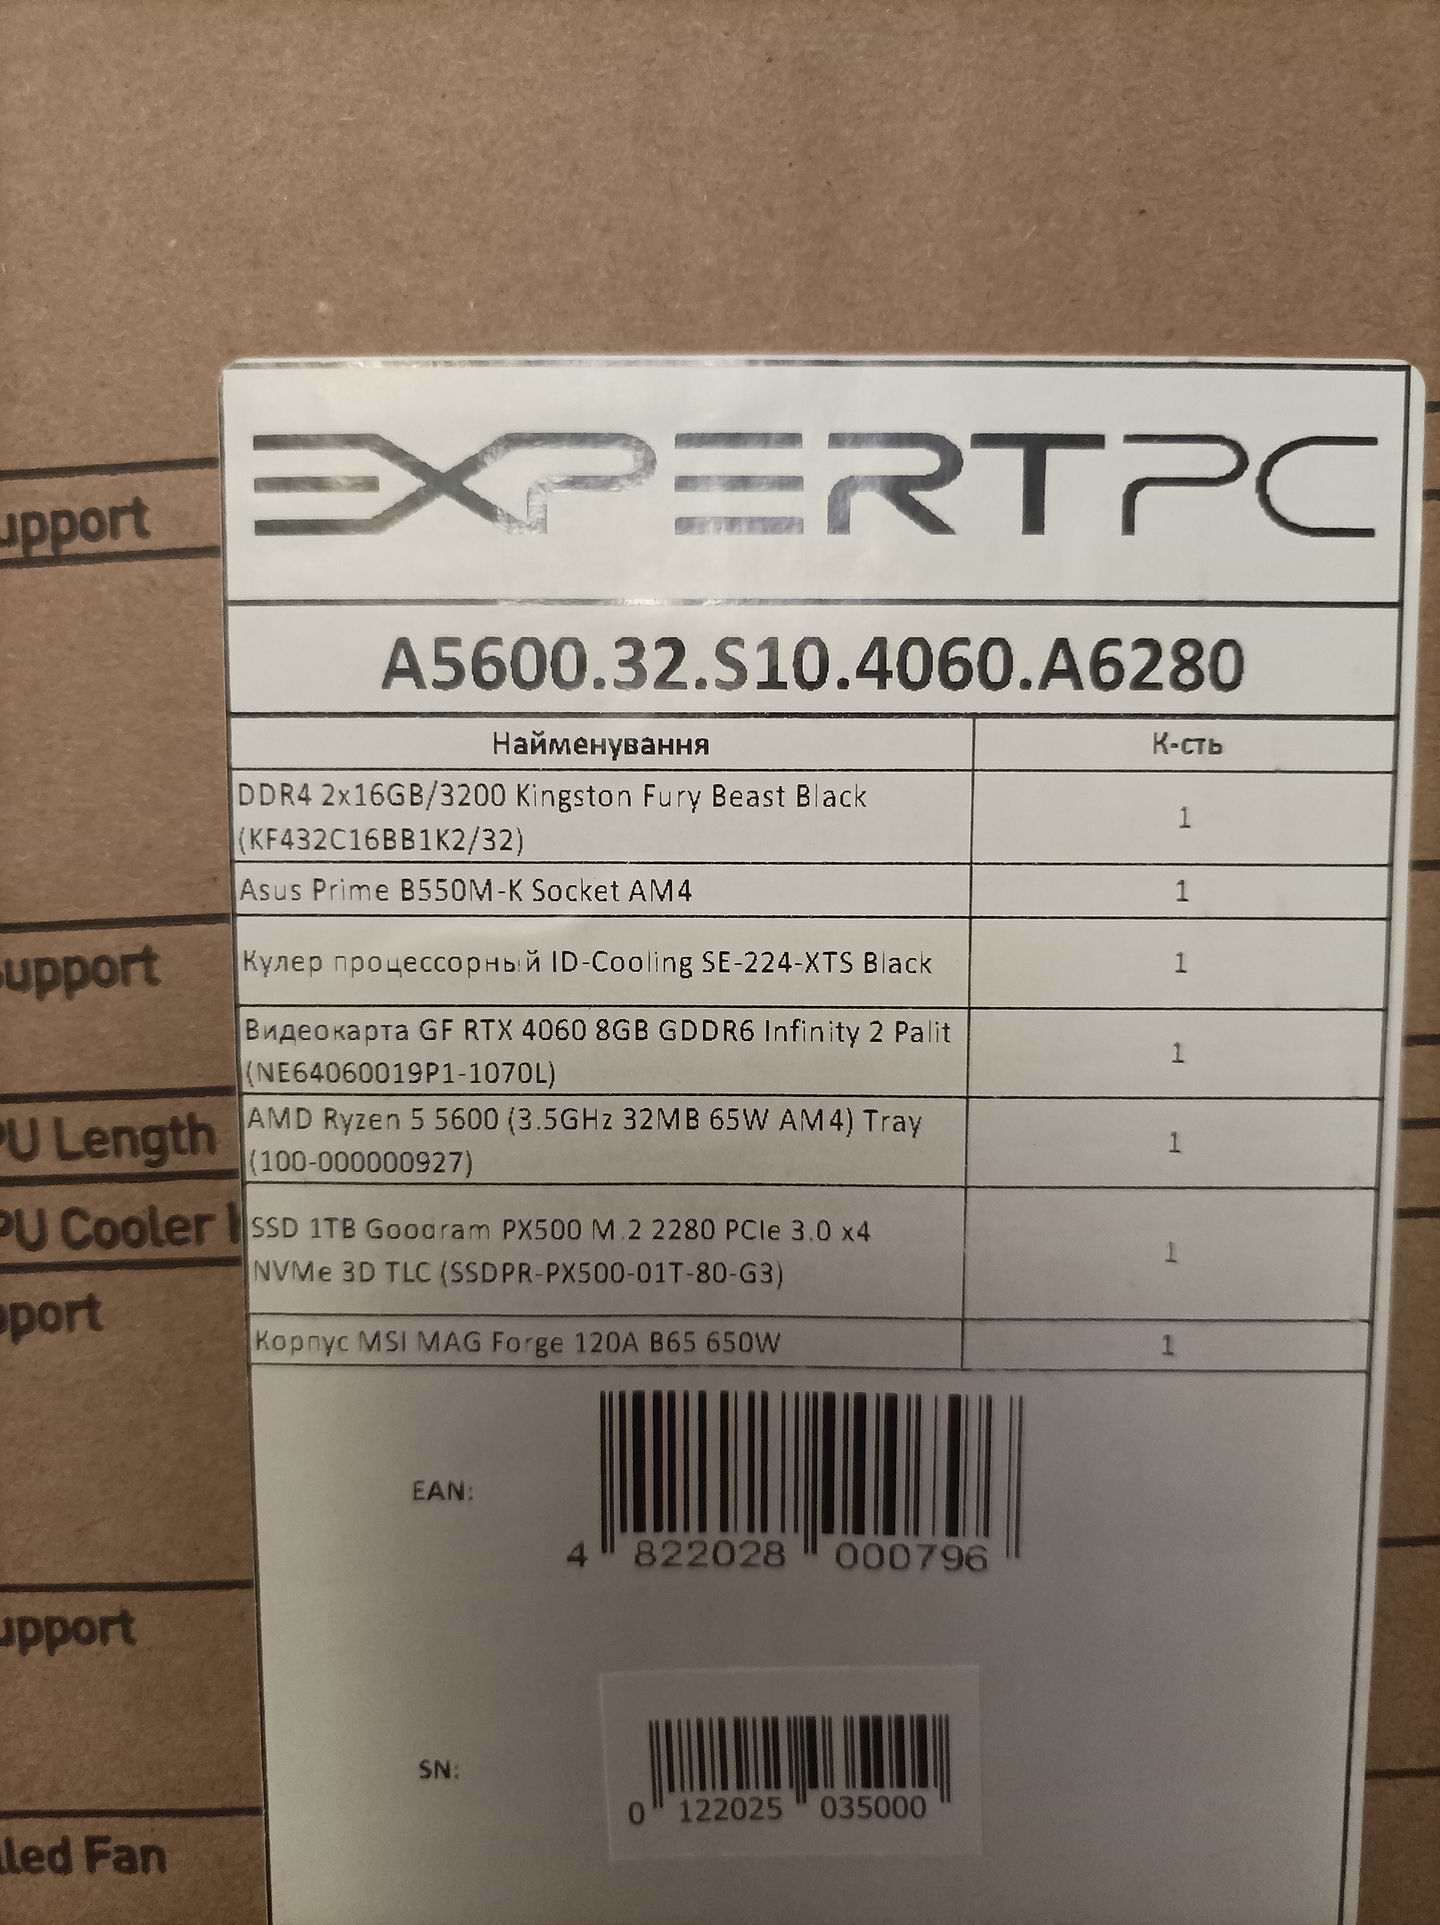 EXPERTPC
A5600.32.S10.4060.A6280
Найменування К-сть
DDR4 2x16GB/3200 Kingston Fury Beast Black
(KF432C16BB1K2/32) 1
Asus Prime B550M-K Socket AM4 1
Кулер процессорный ID-Cooling SE-224-XTS Black 1
Видеокарта GF RTX 4060 8GB GDDR6 Infinity 2 Palit
(NE64060019P1-1070L) 1
AMD Ryzen 5 5600 (3.5GHz 32MB 65W AM4) Tray
(100-000000927) 1
SSD 1TB Goodram PX500 M.2 2280 PCIe 3.0 x4
NVMe 3D TLC (SSDPR-PX500-01T-80-G3) 1
Корпус MSI MAG Forge 120A B65 650W 1
EAN:
4 822028 000796
SN:
0 122025 035000
upport
upport
PU Length
PU Cooler
pport
upport
lled Fan